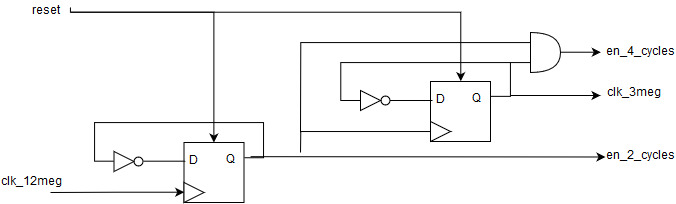 reset
en_4_cycles
clk_3meg
D Q
en_2_cycles
D Q
clk_12meg